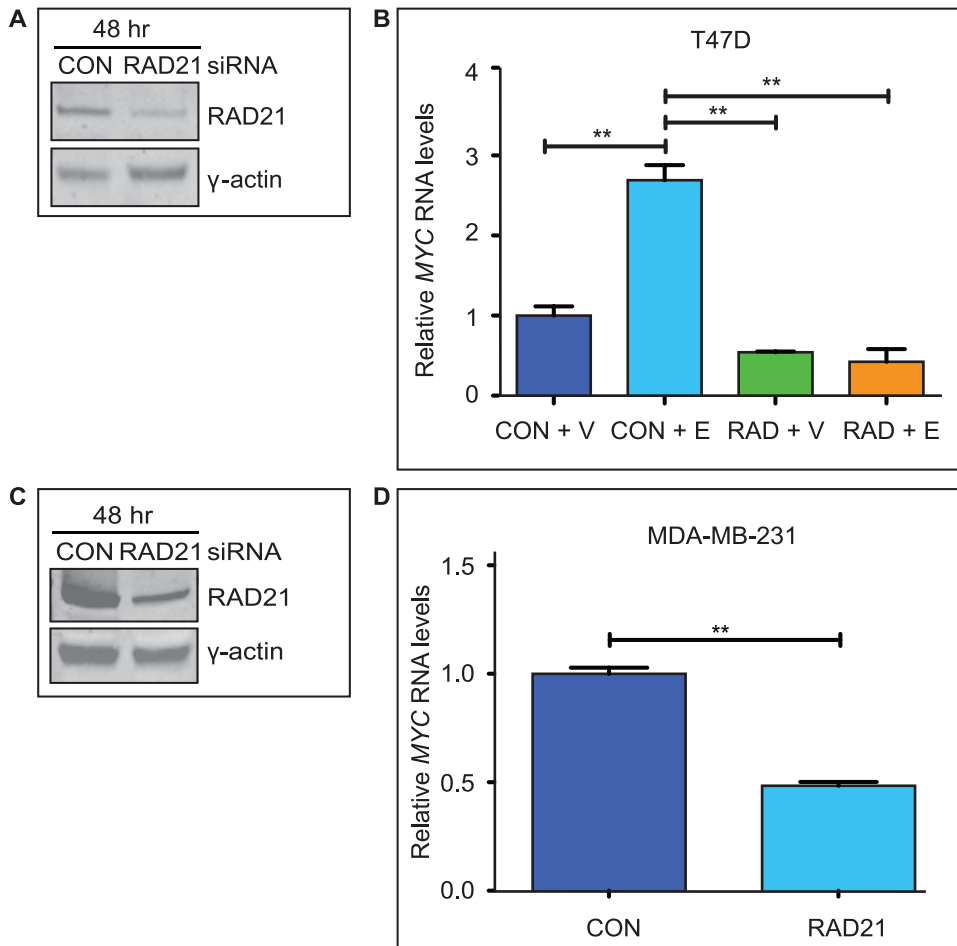 A
48 hr
CON RAD21 siRNA
RAD21
γ-actin
B
T47D
Relative MYC RNA levels
4
3
2
1
0
**
**
**
CON + V CON + E RAD + V RAD + E
C
48 hr
CON RAD21 siRNA
RAD21
γ-actin
D
MDA-MB-231
Relative MYC RNA levels
1.5
1.0
0.5
0.0
**
CON RAD21